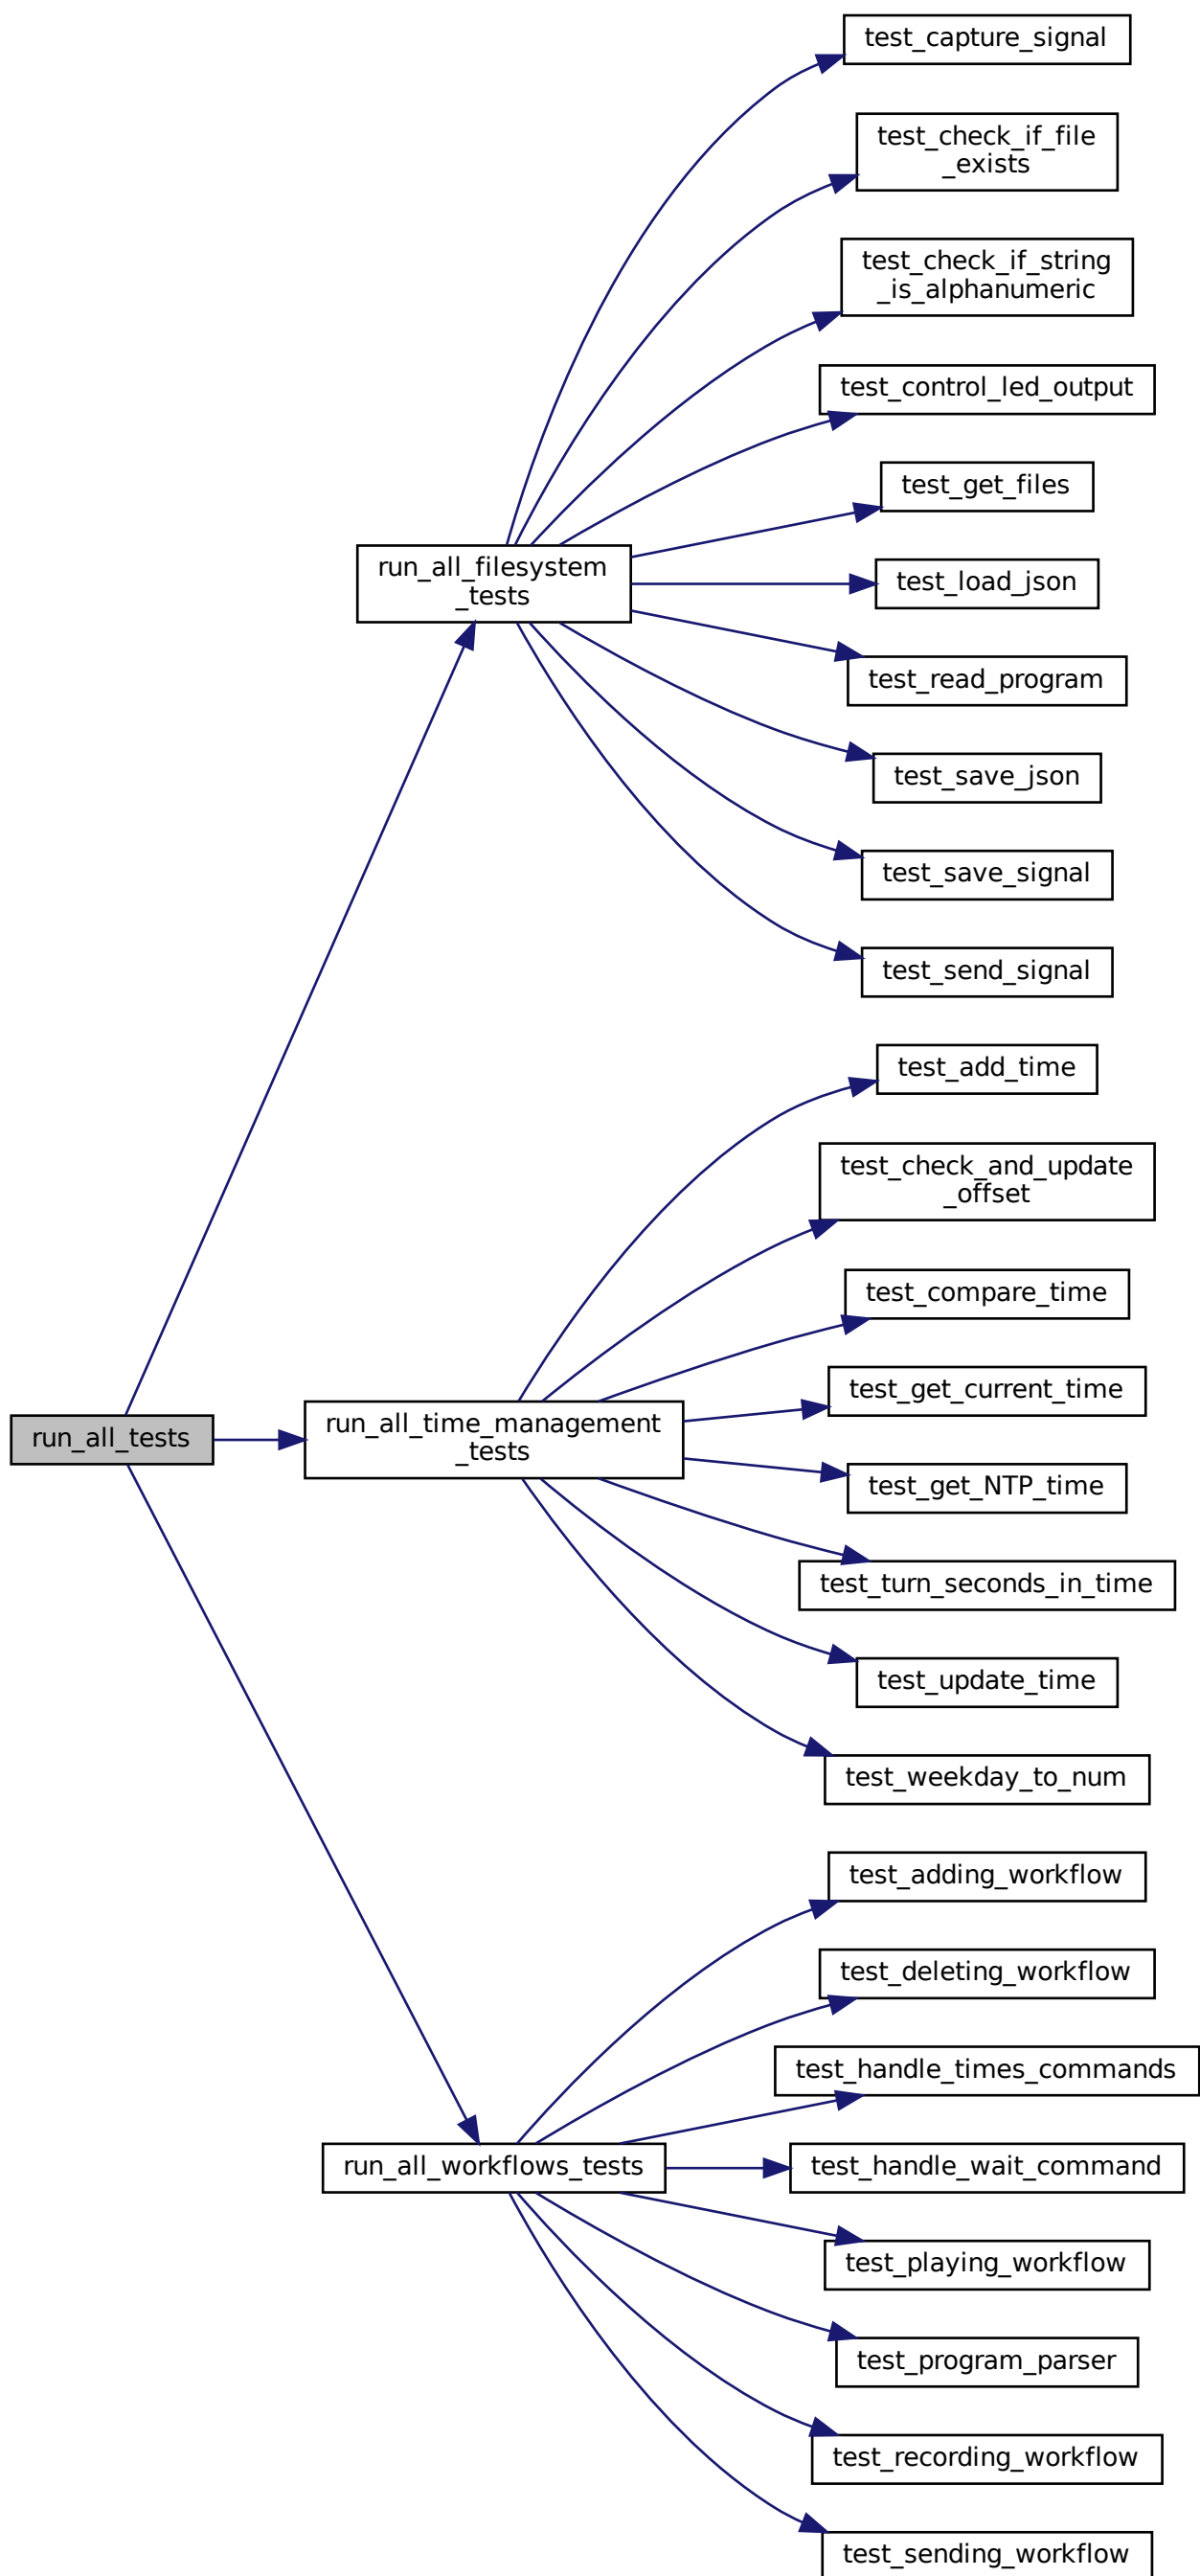 test_capture_signal
test_check_if_file
_exists
test_check_if_string
_is_alphanumeric
test_control_led_output
test_get_files
run_all_filesystem
_tests
test_load_json
test_read_program
test_save_json
test_save_signal
test_send_signal
test_add_time
test_check_and_update
_offset
test_compare_time
test_get_current_time
run_all_tests
run_all_time_management
_tests
test_get_NTP_time
test_turn_seconds_in_time
test_update_time
test_weekday_to_num
test_adding_workflow
test_deleting_workflow
test_handle_times_commands
run_all_workflows_tests
test_handle_wait_command
test_playing_workflow
test_program_parser
test_recording_workflow
test_sending_workflow